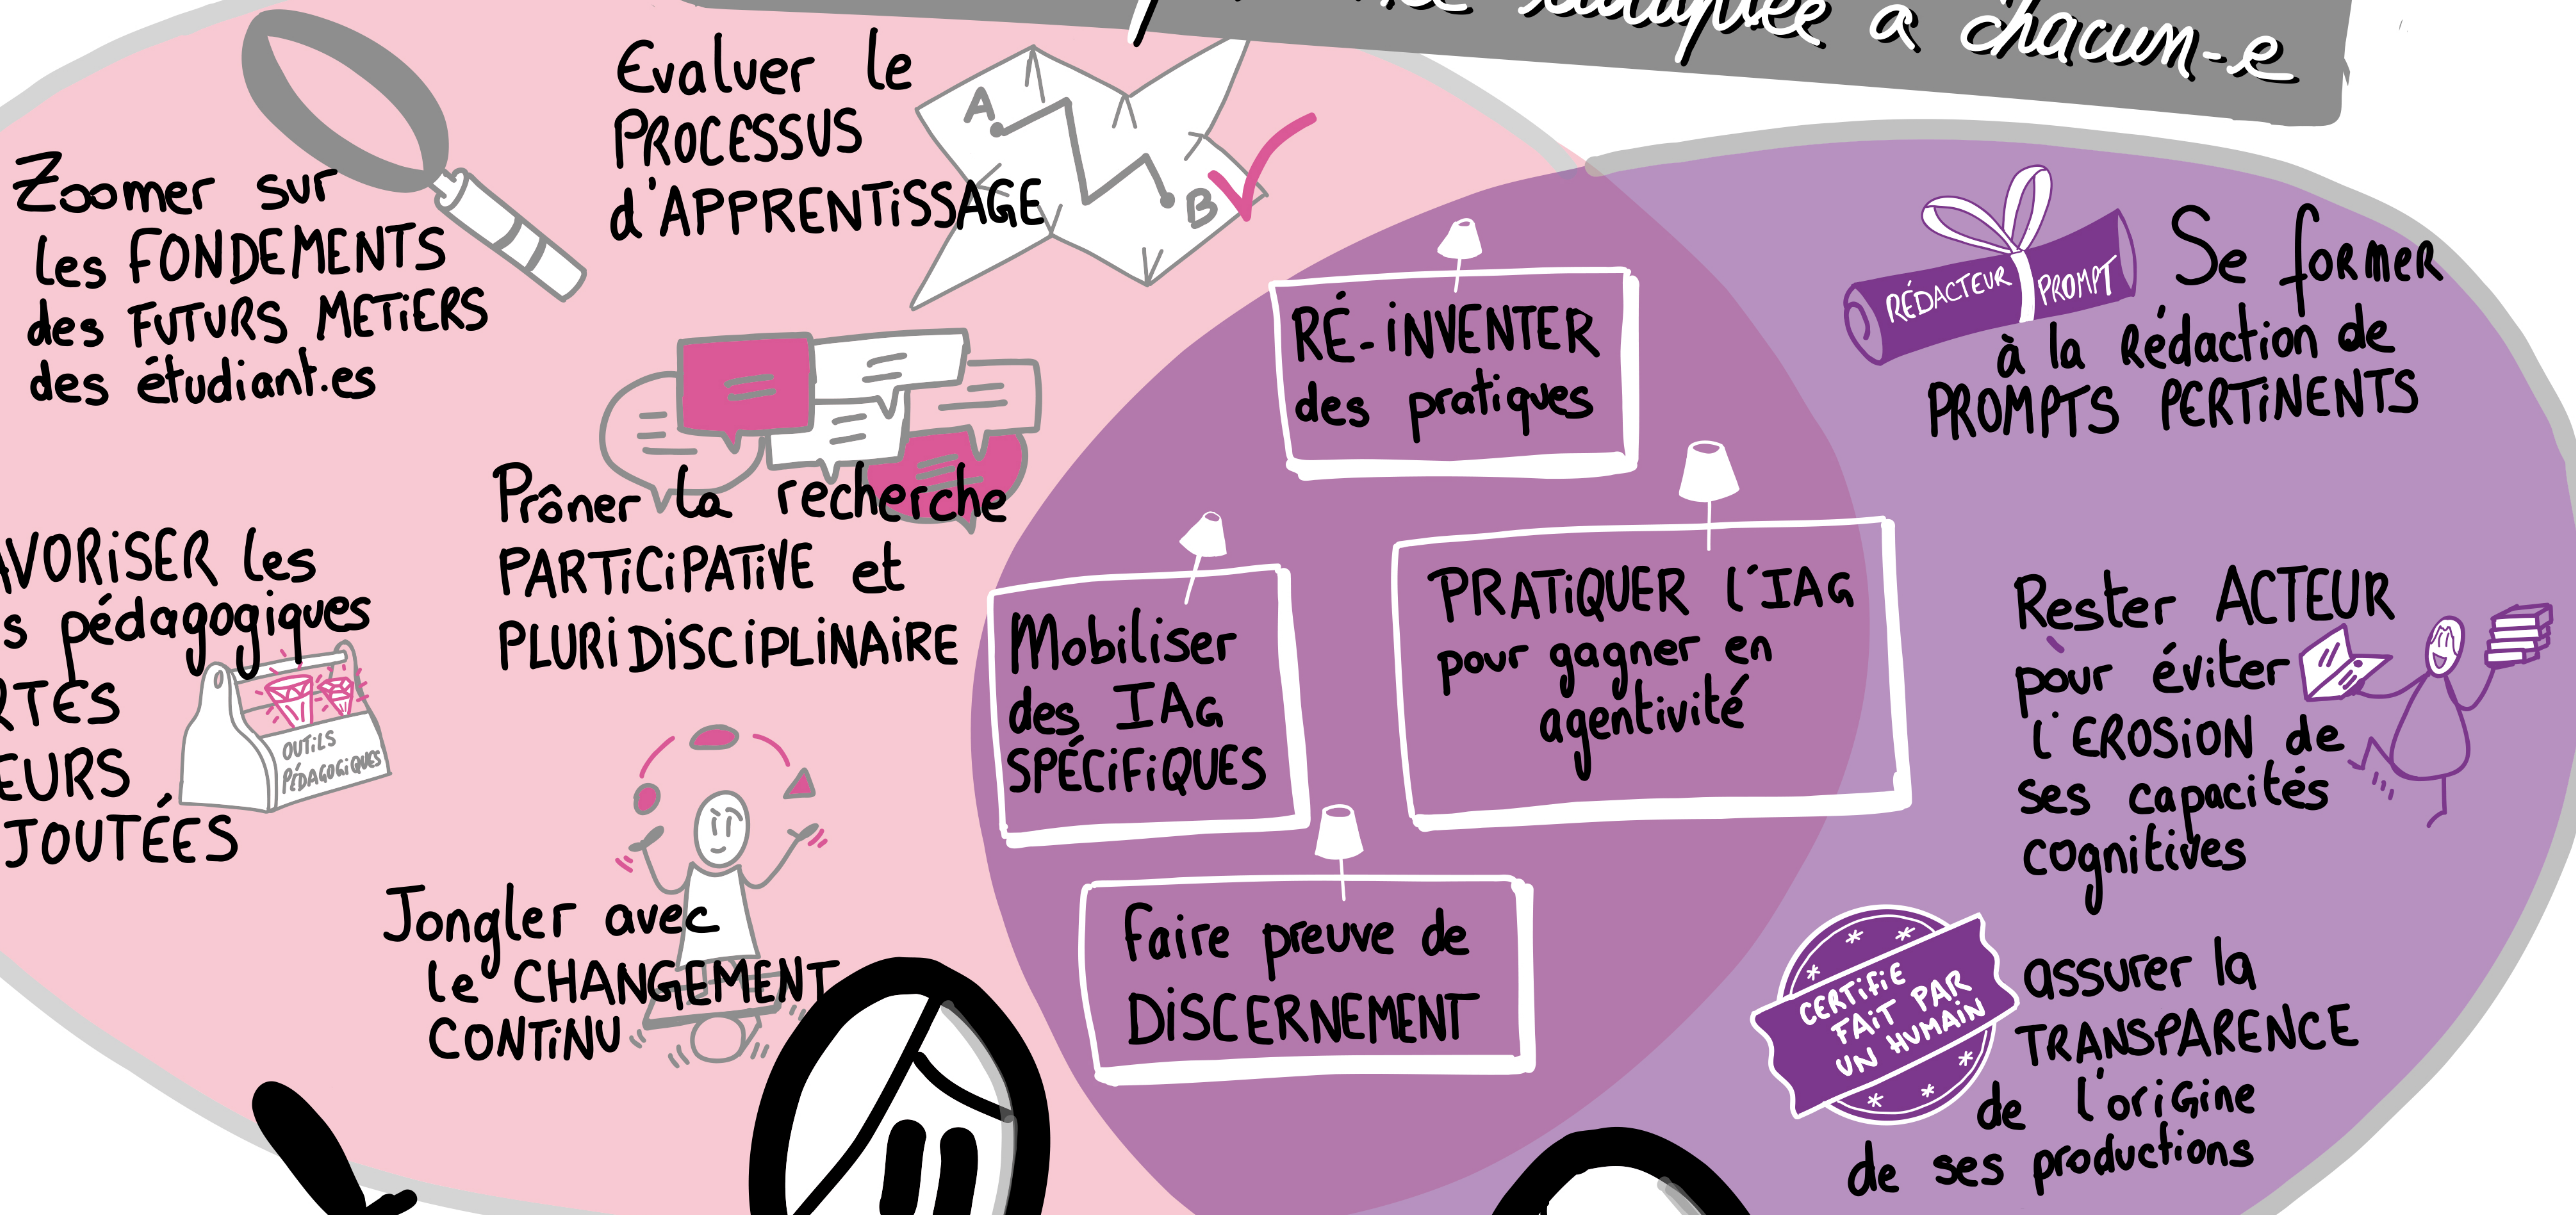 à chacun-e
Evaluer le
PROCESSUS
d'APPRENTiSSAGE
A
B
Zoomer sur
les FONDEMENTS
des FUTURS METiERS
des étudiant.es
Prôner la recherche
PARTiCiPATiVE et
PLURiDiSCiPLiNAiRE
les
pédagogiques
OUTiLS
PÉDAGOGiQUES
Jongler avec
le CHANGEMENT
CONTiNU
RÉ-iNVENTER
des pratiques
Mobiliser
des IAG
SPÉCiFiQUES
PRATiQUER l'IAG
pour gagner en
agentivité
Faire preuve de
DiSCERNEMENT
RÉDACTEUR PROMPT
Se former
à la Rédaction de
PROMPTS PERTiNENTS
Rester ACTEUR
pour éviter
l'EROSiON de
ses capacités
cognitives
CERTiFiE
FAiT PAR
UN HUMAiN
assurer la
TRANSPARENCE
de l'oriGine
de ses productions